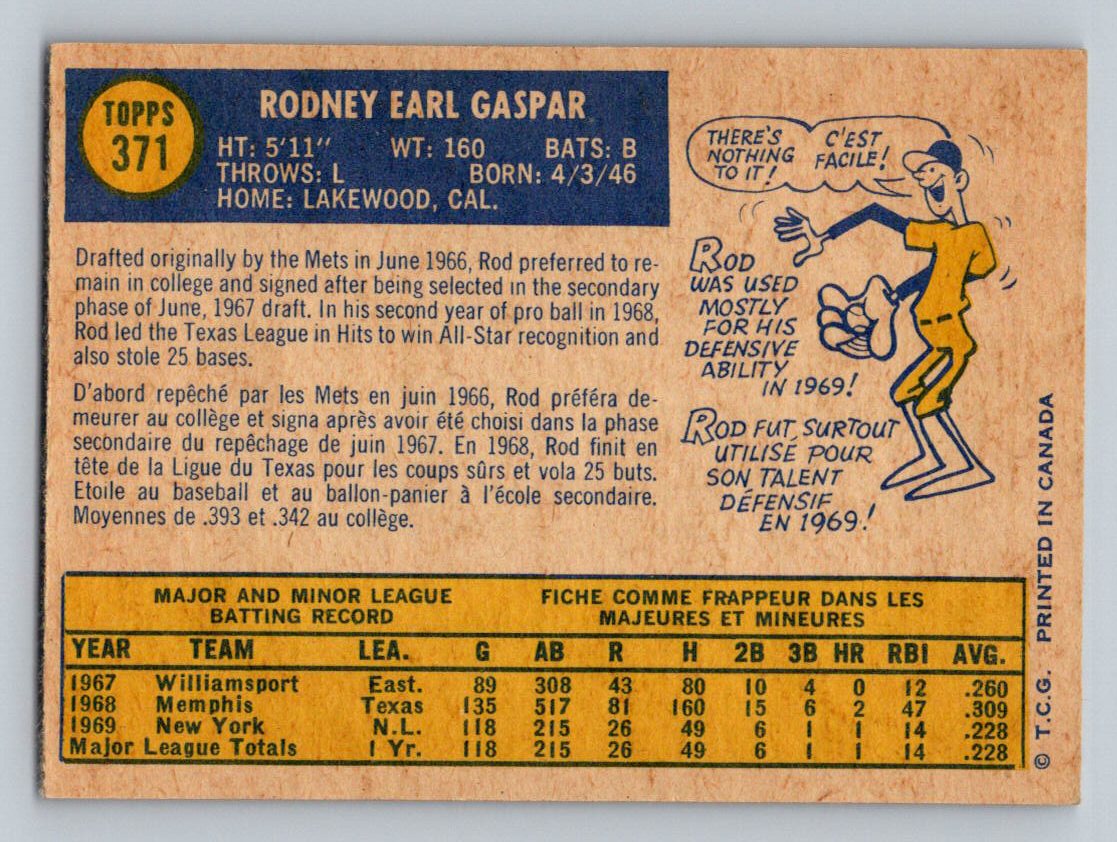 TOPPS
371
RODNEY EARL GASPAR
HT: 5'11" WT: 160 BATS: B
THROWS: L BORN: 4/3/46
HOME: LAKEWOOD, CAL.
Drafted originally by the Mets in June 1966, Rod preferred to re-
main in college and signed after being selected in the secondary
phase of June, 1967 draft. In his second year of pro ball in 1968,
Rod led the Texas League in Hits to win All-Star recognition and
also stole 25 bases.
D'abord repêché par les Mets en juin 1966, Rod préféra de-
meurer au collège et signa après avoir été choisi dans la phase
secondaire du repêchage de juin 1967. En 1968, Rod finit en
tête de la Ligue du Texas pour les coups sûrs et vola 25 buts.
Etoile au baseball et au ballon-panier à l'école secondaire.
Moyennes de .393 et .342 au collège.
THERE'S
NOTHING
TO IT!
C'EST
FACILE!
ROD
WAS USED
MOSTLY
FOR HIS
DEFENSIVE
ABILITY
IN 1969!
ROD FUT SURTOUT
UTILISÉ POUR
SON TALENT
DÉFENSIF
EN 1969!
MAJOR AND MINOR LEAGUE
BATTING RECORD
FICHE COMME FRAPPEUR DANS LES
MAJEURES ET MINEURES
YEAR TEAM LEA. G AB R H 2B 3B HR RBI AVG.
1967 Williamsport East. 89 308 43 80 10 4 0 12 .260
1968 Memphis Texas 135 517 81 160 15 6 2 47 .309
1969 New York N.L. 118 215 26 49 6 1 1 14 .228
Major League Totals 1 Yr. 118 215 26 49 6 1 1 14 .228
© T.C.G. PRINTED IN CANADA